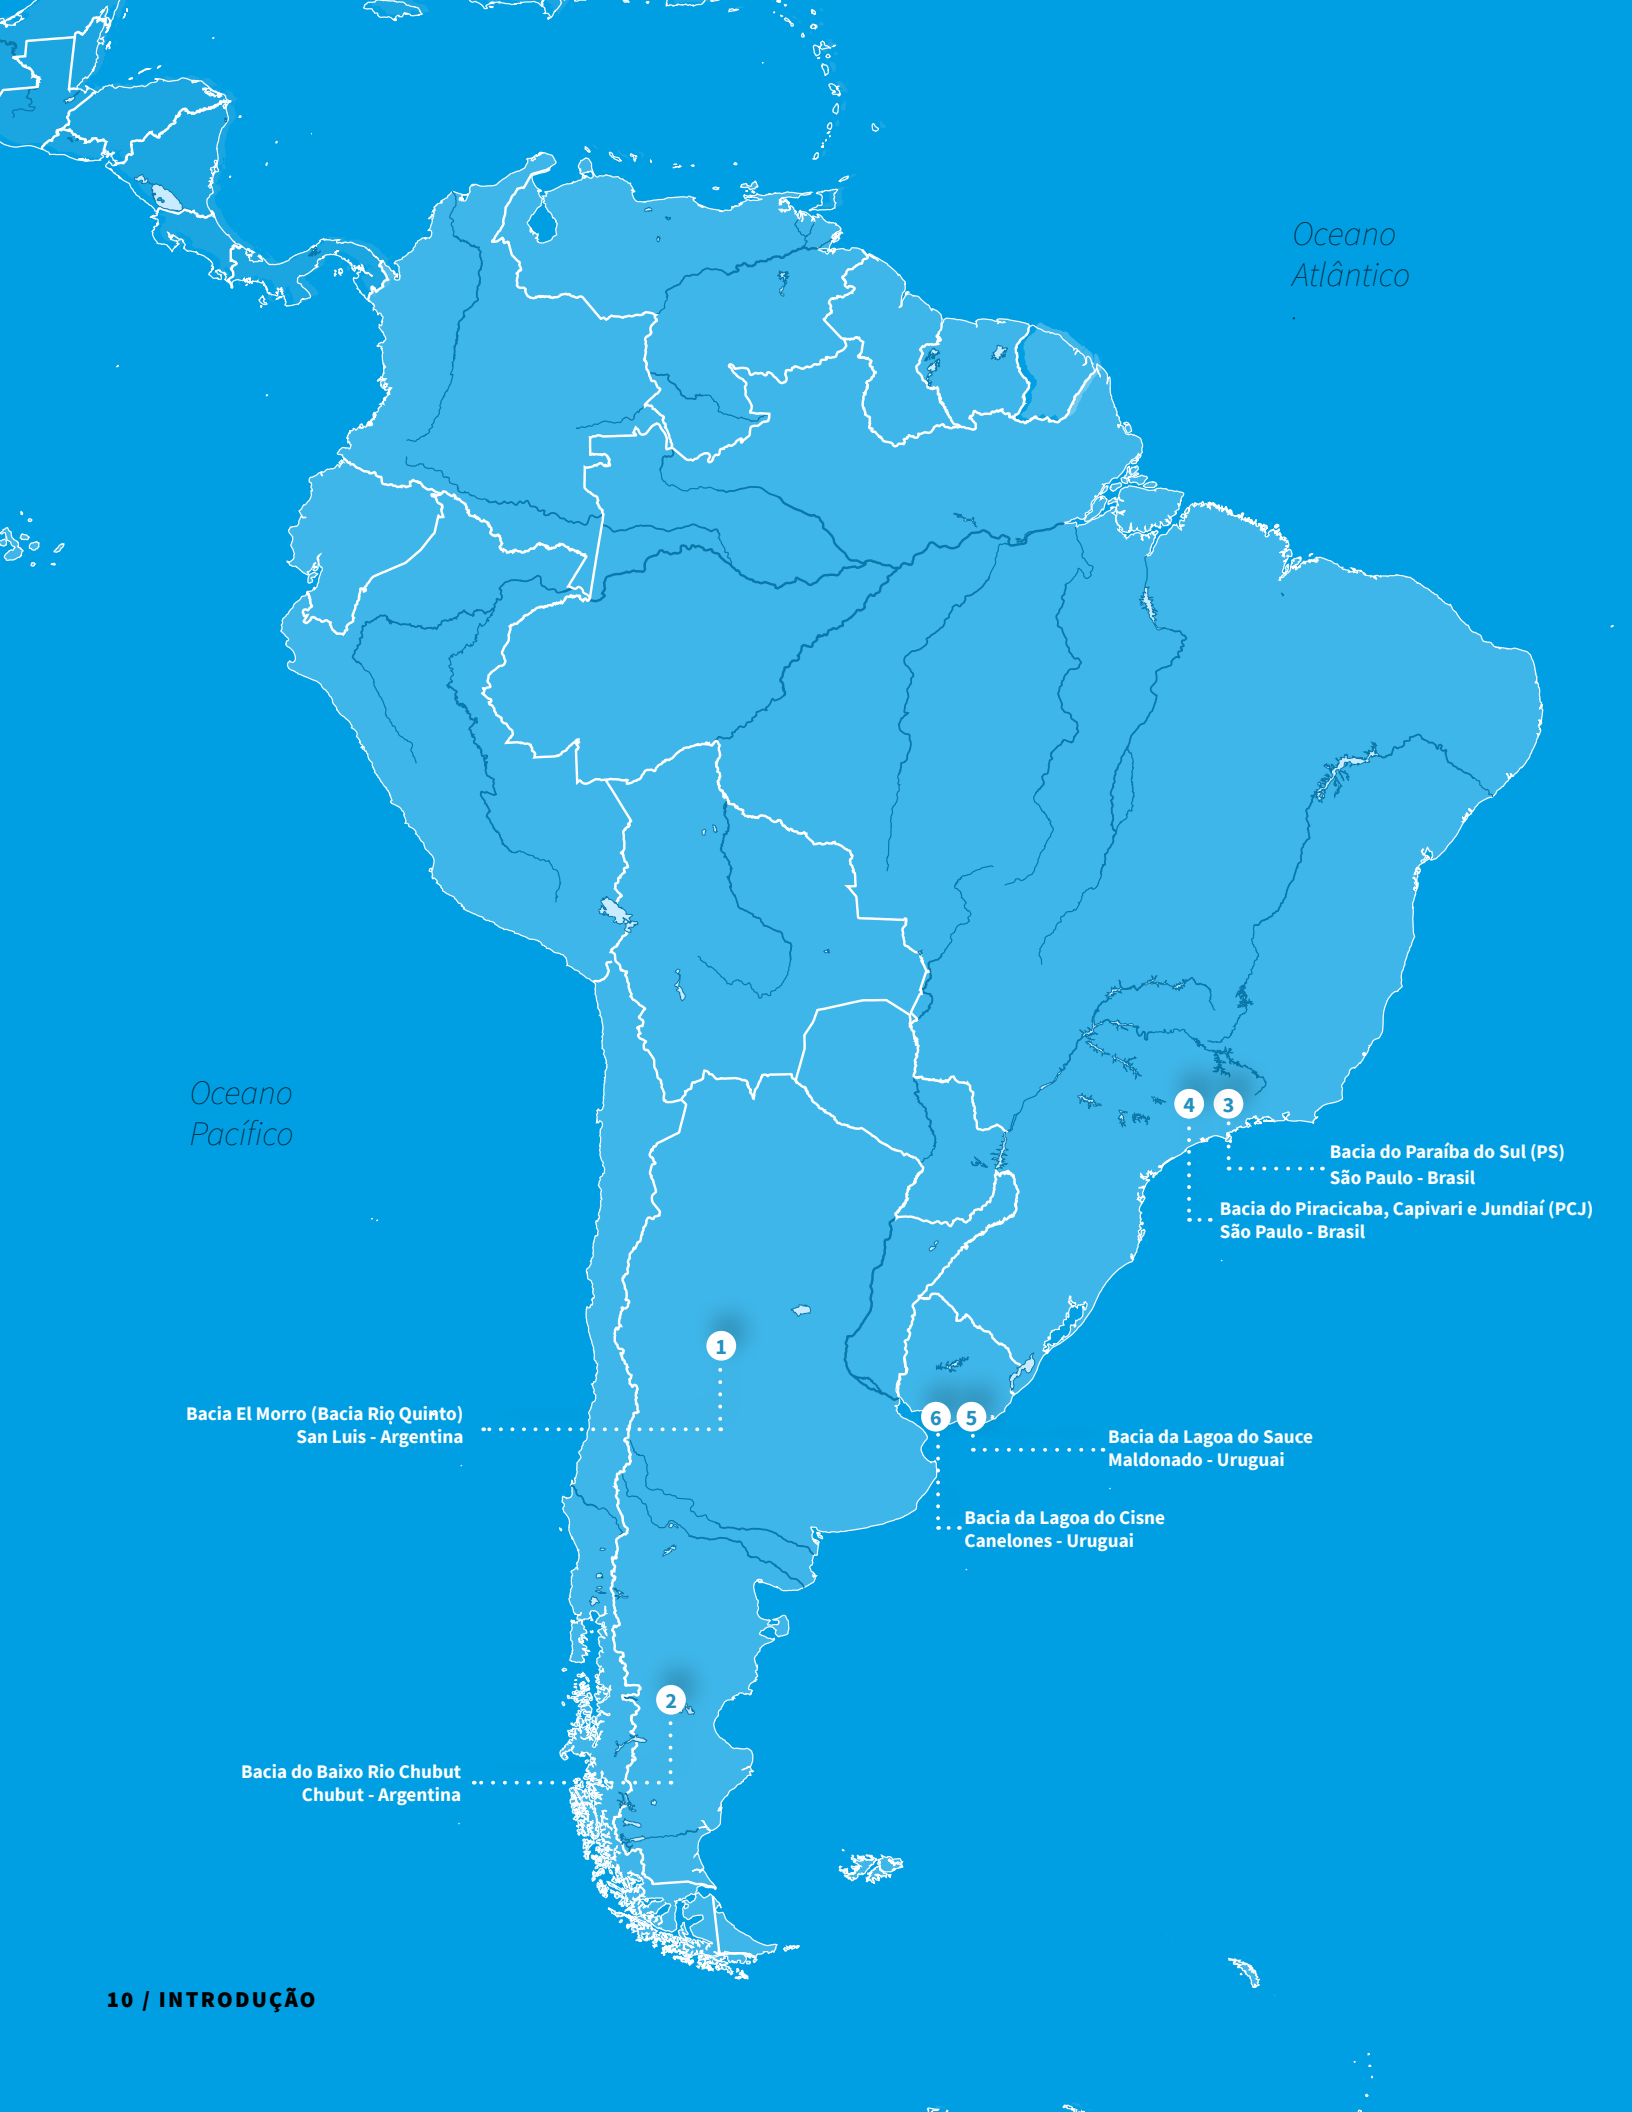 Oceano
Atlântico
Oceano
Pacífico
4
3
Bacia do Paraíba do Sul (PS)
São Paulo - Brasil
Bacia do Piracicaba, Capivari e Jundiaí (PCJ)
São Paulo - Brasil
1
Bacia El Morro (Bacia Rio Quinto)
San Luis - Argentina
6
5
Bacia da Lagoa do Sauce
Maldonado - Uruguai
Bacia da Lagoa do Cisne
Canelones - Uruguai
2
Bacia do Baixo Rio Chubut
Chubut - Argentina
10 / INTRODUÇÃO